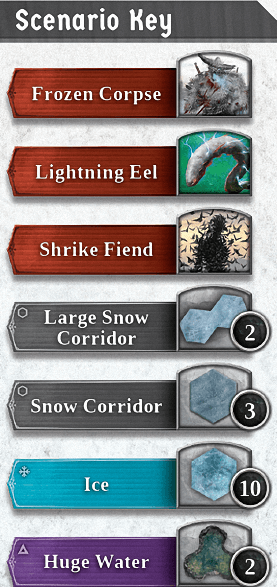 Scenario Key
Frozen Corpse
Lightning Eel
Shrike Fiend
Large Snow
Corridor
2
Snow Corridor
3
Ice
10
Huge Water
2